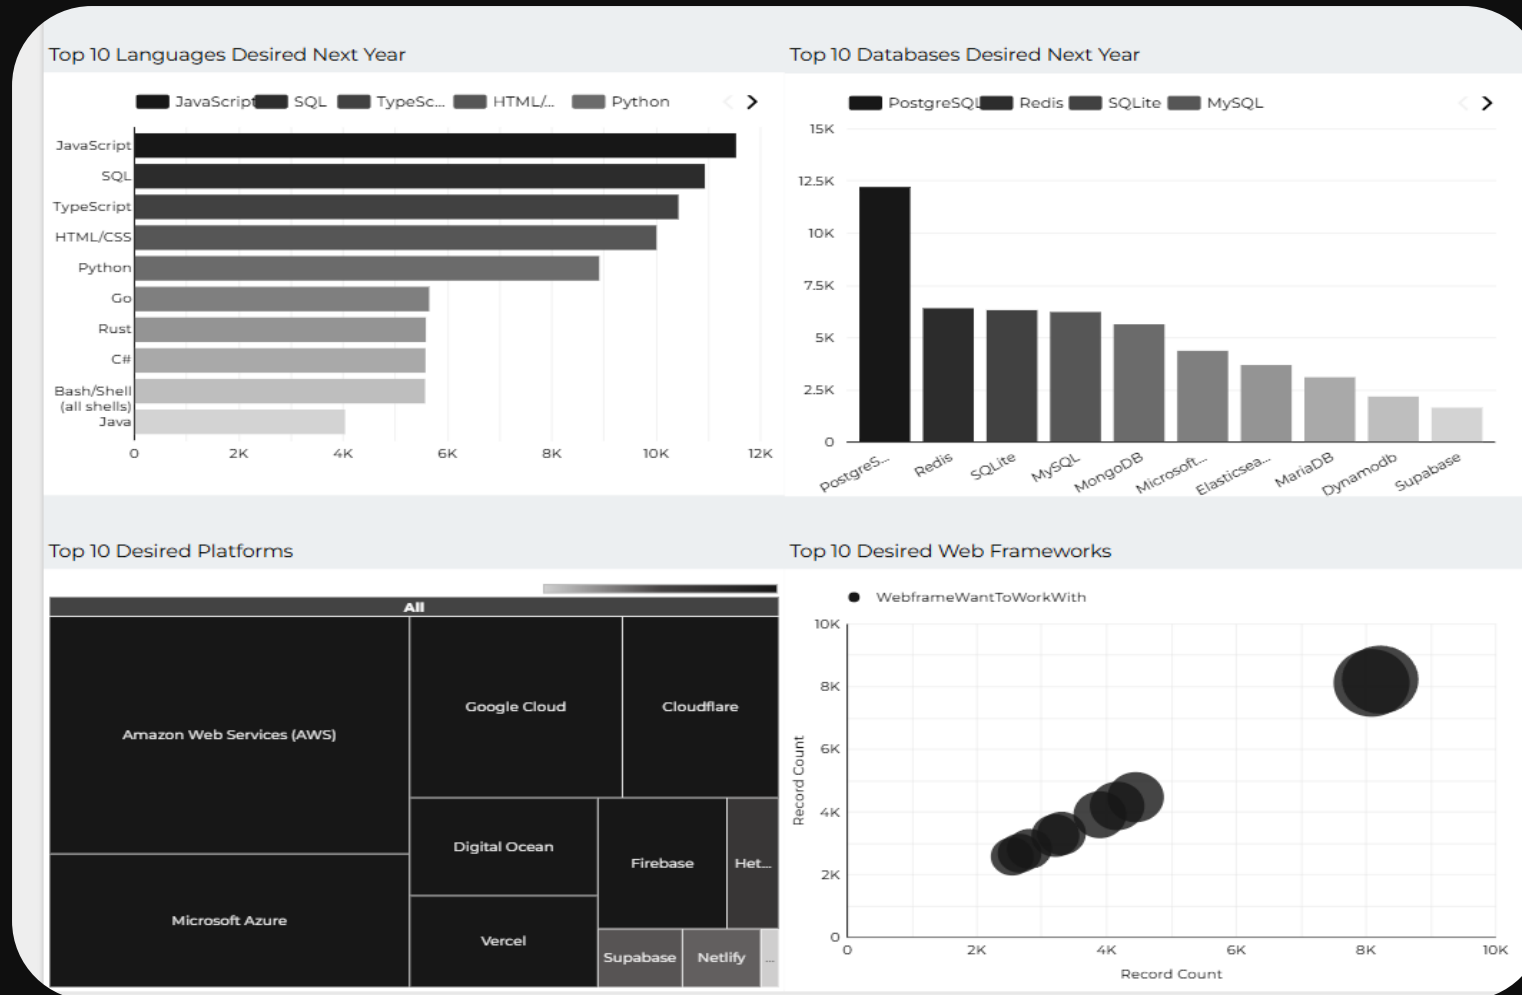 Top 10 Languages Desired Next Year
JavaScript SQL TypeSc... HTML/... Python
JavaScript
SQL
TypeScript
HTML/CSS
Python
Go
Rust
C#
Bash/Shell
(all shells)
Java
0 2K 4K 6K 8K 10K 12K
Top 10 Databases Desired Next Year
PostgreSQL Redis SQLite MySQL
15K
12.5K
10K
7.5K
5K
2.5K
0
PostgreS... Redis SQLite MySQL MongoDB Microsoft... Elasticsea... MariaDB Dynamodb Supabase
Top 10 Desired Platforms
All
Amazon Web Services (AWS)
Google Cloud
Cloudflare
Microsoft Azure
Digital Ocean
Vercel
Firebase
Het...
Supabase
Netlify
...
Top 10 Desired Web Frameworks
WebframeWantToWorkWith
10K
8K
6K
4K
2K
0
Record Count
0 2K 4K 6K 8K 10K
Record Count